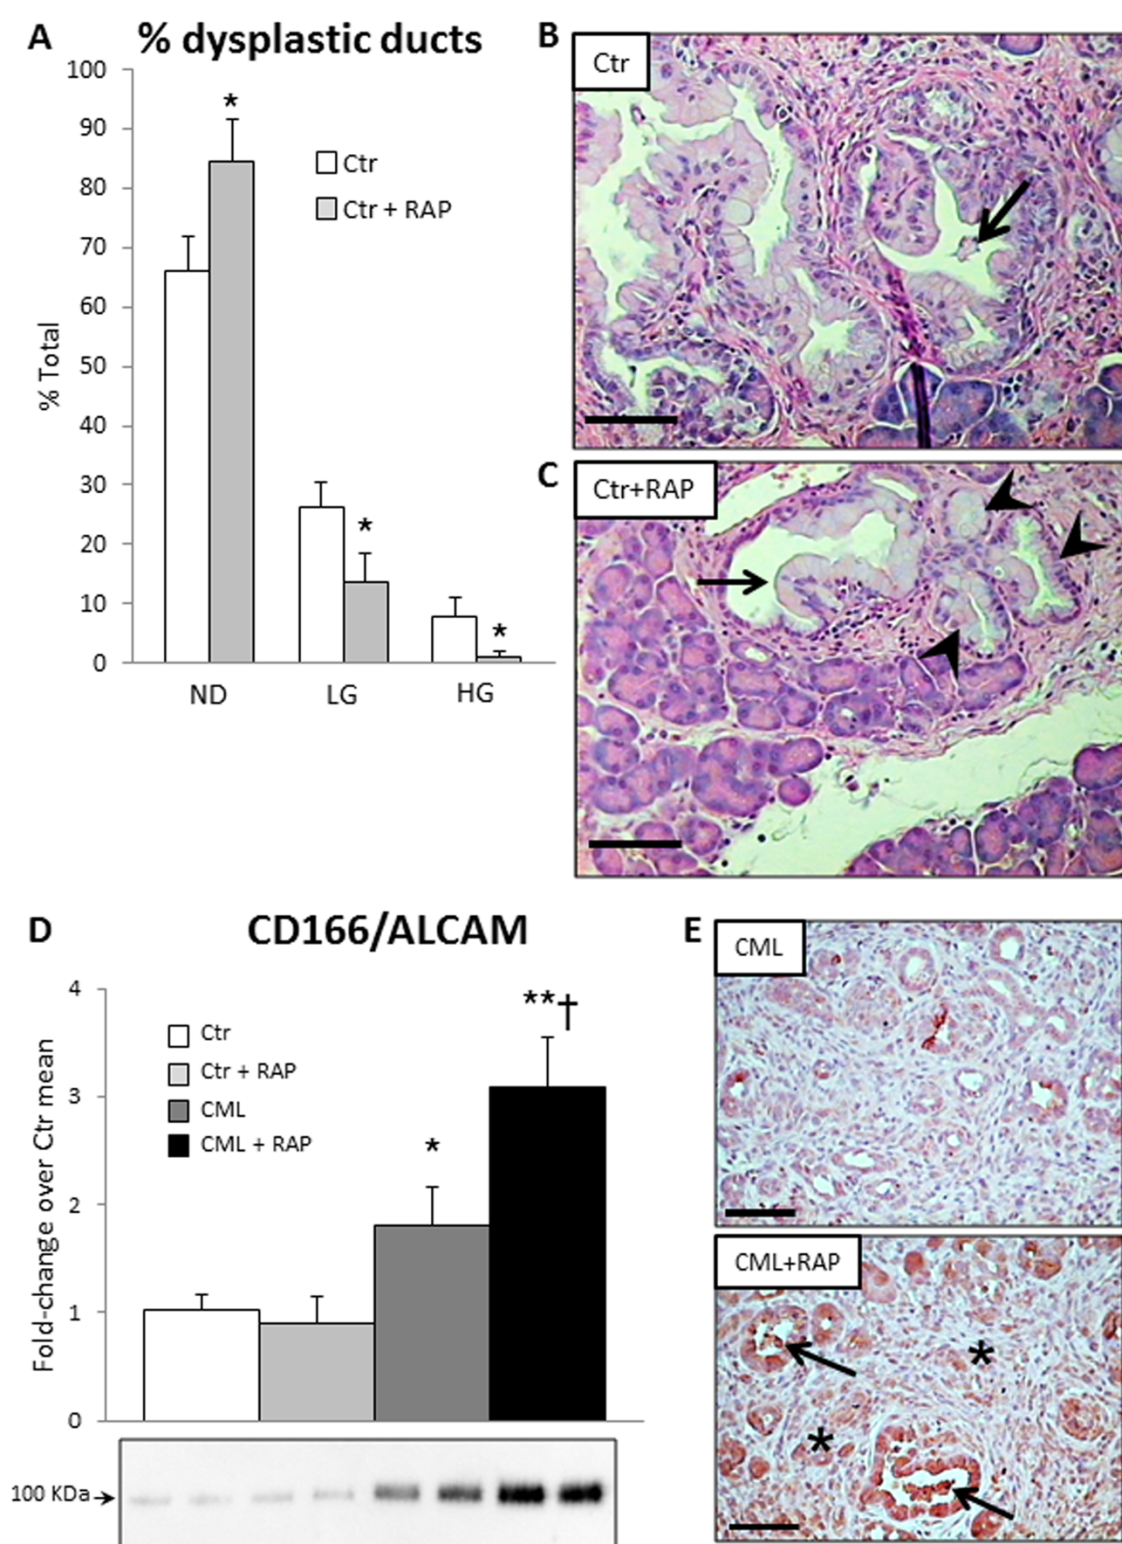 A
% dysplastic ducts
100
90
80
70
60
50
40
30
20
10
0
% Total
*
*
*
Ctr
Ctr + RAP
ND
LG
HG
B
Ctr
C
Ctr+RAP
D
CD166/ALCAM
4
3
2
1
0
Fold-change over Ctr mean
Ctr
Ctr + RAP
CML
CML + RAP
*
**†
100 KDa
E
CML
CML+RAP
*
*